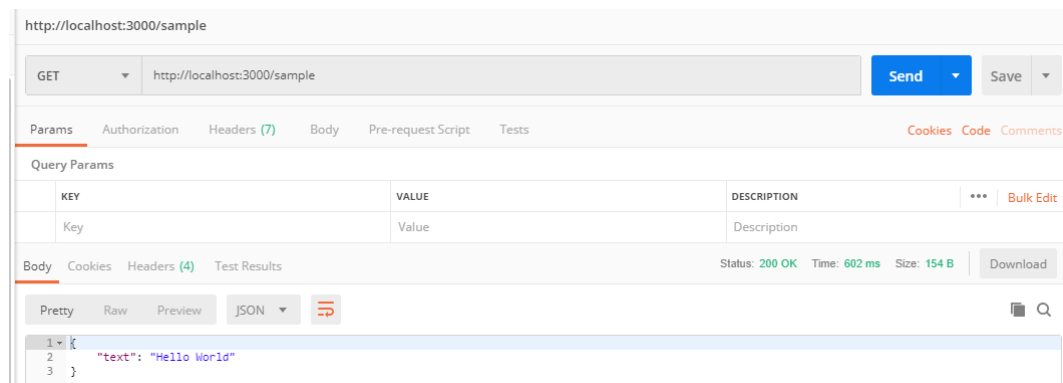 http://localhost:3000/sample
GET http://localhost:3000/sample Send Save
Params Authorization Headers (7) Body Pre-request Script Tests Cookies Code Comments
Query Params
KEY VALUE DESCRIPTION ••• Bulk Edit
Key Value Description
Body Cookies Headers (4) Test Results Status: 200 OK Time: 602 ms Size: 154 B Download
Pretty Raw Preview JSON
1 {
2 "text": "Hello World"
3 }